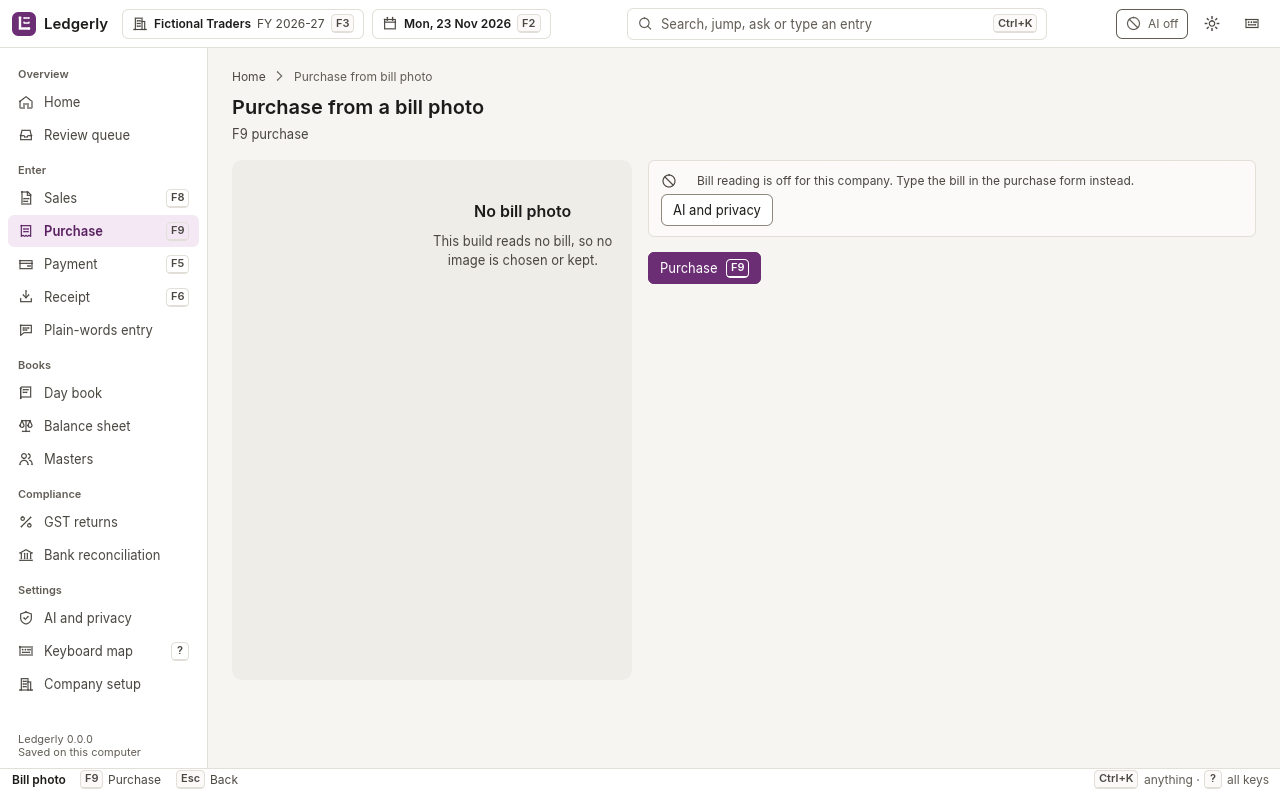 Ledgerly
Fictional Traders FY 2026-27 F3
Mon, 23 Nov 2026 F2
Search, jump, ask or type an entry Ctrl+K
AI off
Overview
Home
Review queue
Enter
Sales F8
Purchase F9
Payment F5
Receipt F6
Plain-words entry
Books
Day book
Balance sheet
Masters
Compliance
GST returns
Bank reconciliation
Settings
AI and privacy
Keyboard map ?
Company setup
Ledgerly 0.0.0
Saved on this computer
Home Purchase from bill photo
Purchase from a bill photo
F9 purchase
No bill photo
This build reads no bill, so no
image is chosen or kept.
Bill reading is off for this company. Type the bill in the purchase form instead.
AI and privacy
Purchase F9
Bill photo F9 Purchase Esc Back
Ctrl+K anything · ? all keys